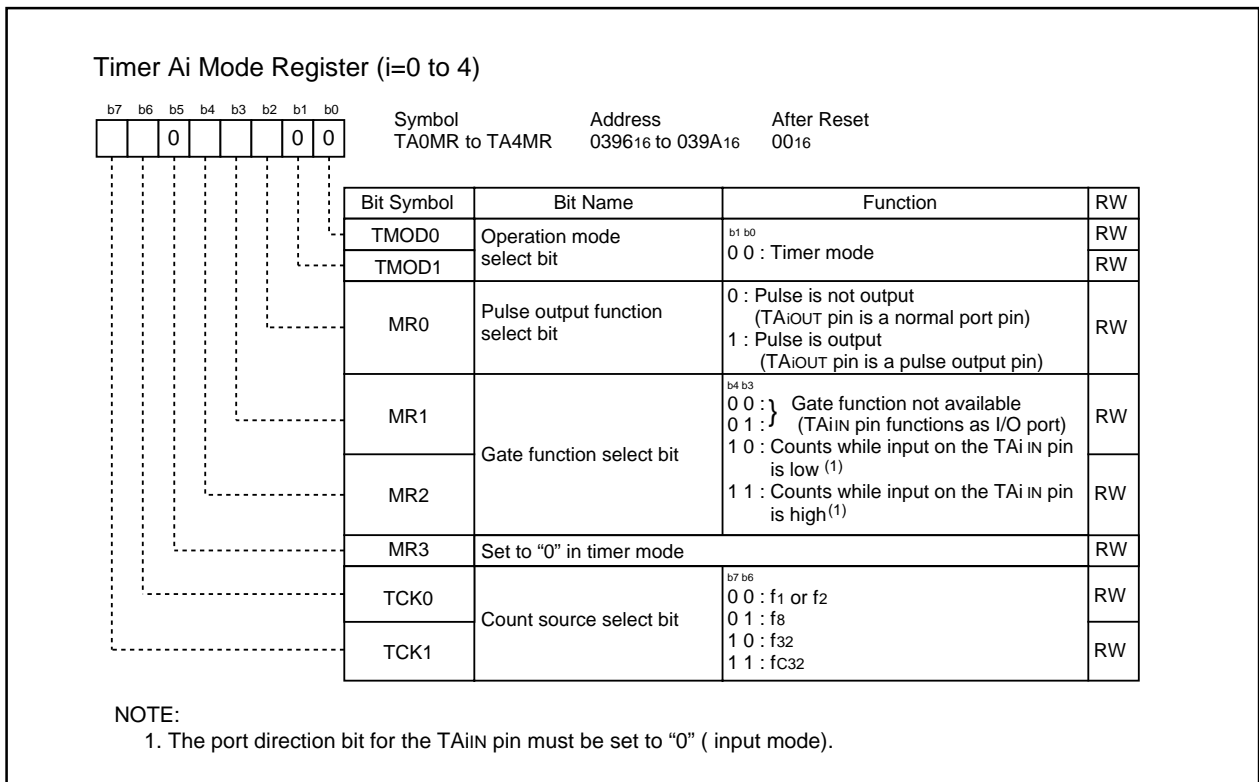 Timer Ai Mode Register (i=0 to 4)
b7 b6 b5 b4 b3 b2 b1 b0
0 0 0
Symbol Address After Reset
TA0MR to TA4MR 039616 to 039A16 0016
Bit Symbol Bit Name Function RW
TMOD0 Operation mode select bit b1 b0 RW
TMOD1 0 0 : Timer mode RW
MR0 Pulse output function select bit 0 : Pulse is not output
(TAiOUT pin is a normal port pin)
1 : Pulse is output
(TAiOUT pin is a pulse output pin) RW
MR1 Gate function select bit b4 b3
0 0 : } Gate function not available
0 1 : (TAiIN pin functions as I/O port) RW
1 0 : Counts while input on the TAi IN pin
is low (1)
MR2 1 1 : Counts while input on the TAi IN pin
is high(1) RW
MR3 Set to “0” in timer mode RW
TCK0 Count source select bit b7 b6
0 0 : f1 or f2 RW
0 1 : f8
TCK1 1 0 : f32 RW
1 1 : fC32
NOTE:
1. The port direction bit for the TAiIN pin must be set to “0” ( input mode).